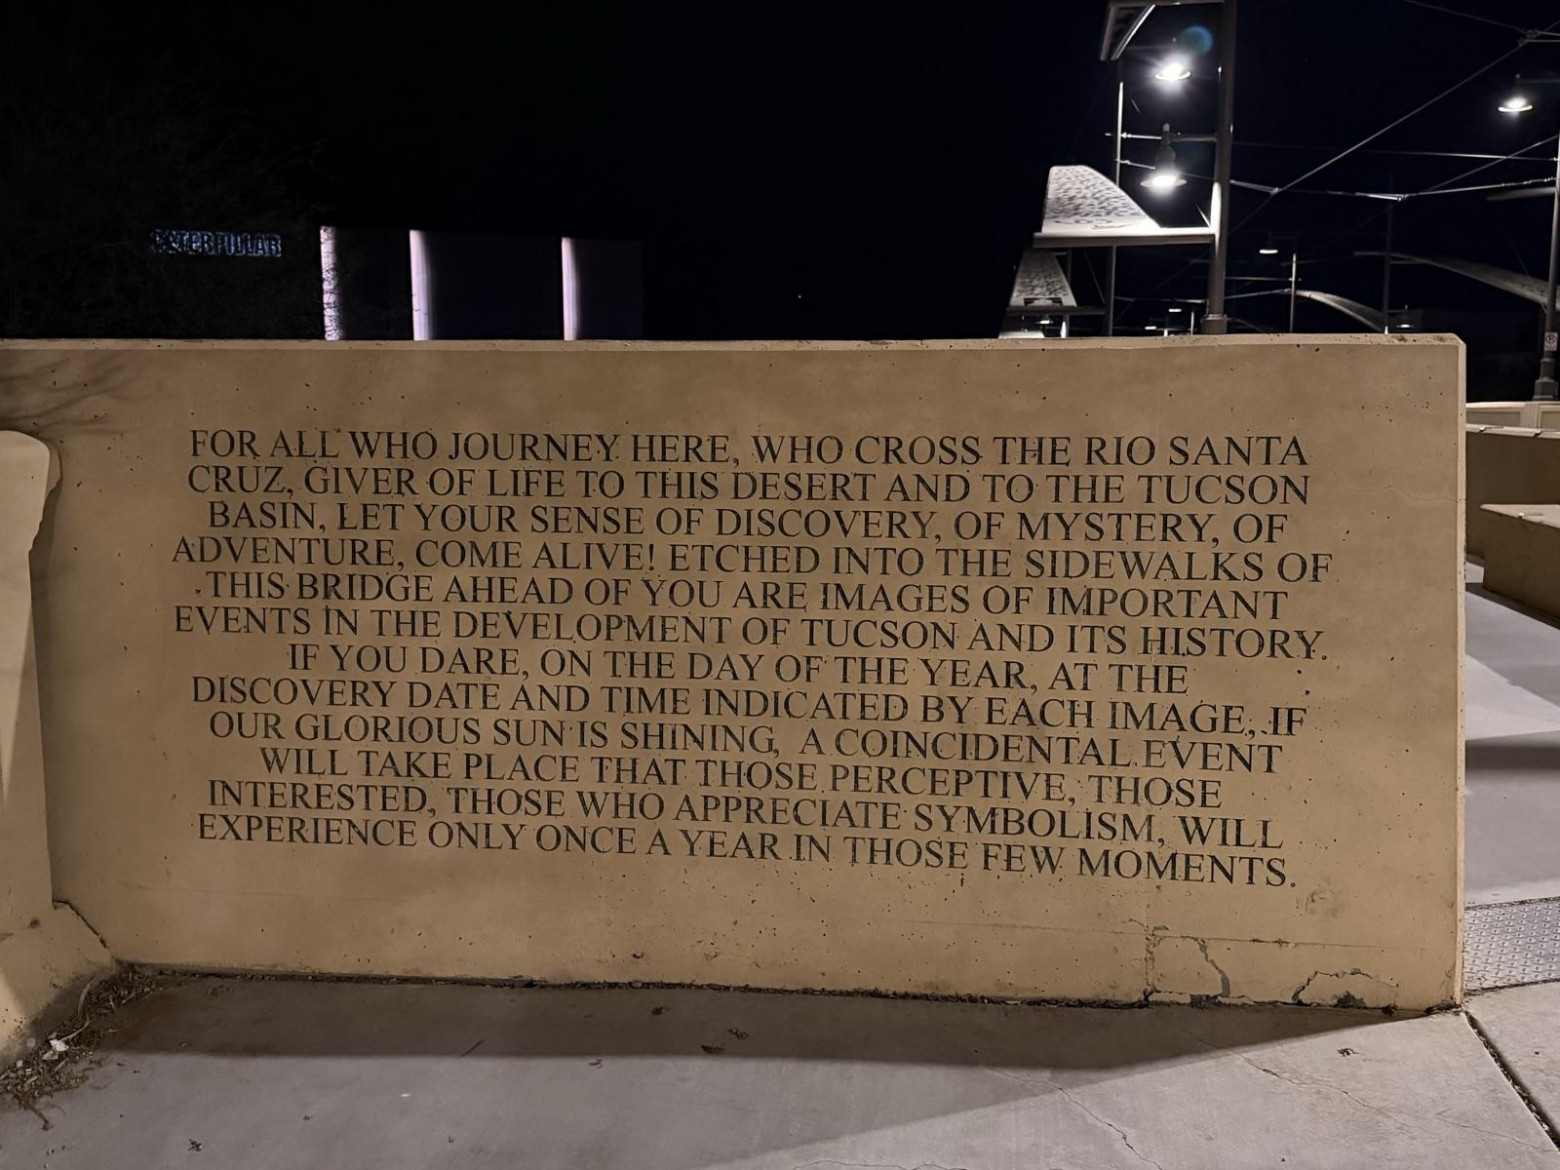 CATERPILLAR
FOR ALL WHO JOURNEY HERE, WHO CROSS THE RIO SANTA
CRUZ, GIVER OF LIFE TO THIS DESERT AND TO THE TUCSON
BASIN, LET YOUR SENSE OF DISCOVERY, OF MYSTERY, OF
ADVENTURE, COME ALIVE! ETCHED INTO THE SIDEWALKS OF
THIS BRIDGE AHEAD OF YOU ARE IMAGES OF IMPORTANT
EVENTS IN THE DEVELOPMENT OF TUCSON AND ITS HISTORY.
IF YOU DARE, ON THE DAY OF THE YEAR, AT THE
DISCOVERY DATE AND TIME INDICATED BY EACH IMAGE, IF
OUR GLORIOUS SUN IS SHINING, A COINCIDENTAL EVENT
WILL TAKE PLACE THAT THOSE PERCEPTIVE, THOSE
INTERESTED, THOSE WHO APPRECIATE SYMBOLISM, WILL
EXPERIENCE ONLY ONCE A YEAR IN THOSE FEW MOMENTS.